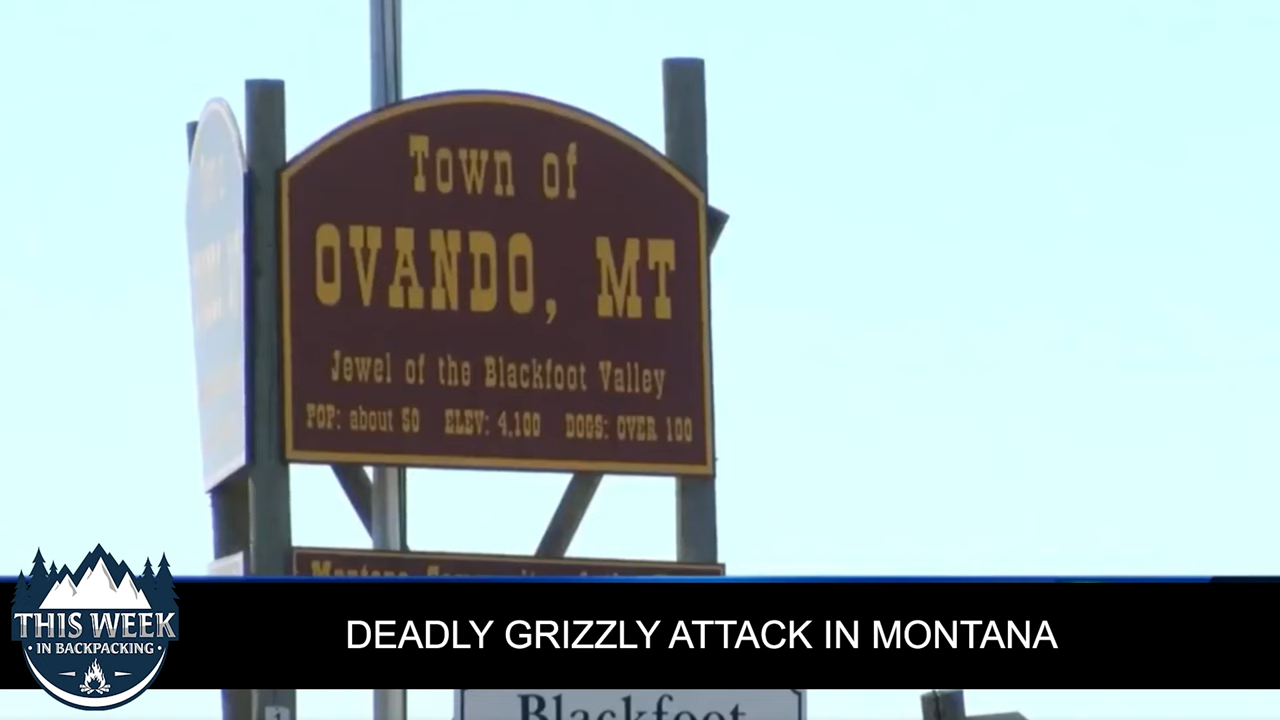 Town of
OVANDO, MT
Jewel of the Blackfoot Valley
POP: about 50 ELEV: 4,100 DOGS: OVER 100
THIS WEEK
IN BACKPACKING
DEADLY GRIZZLY ATTACK IN MONTANA
Blackfoot